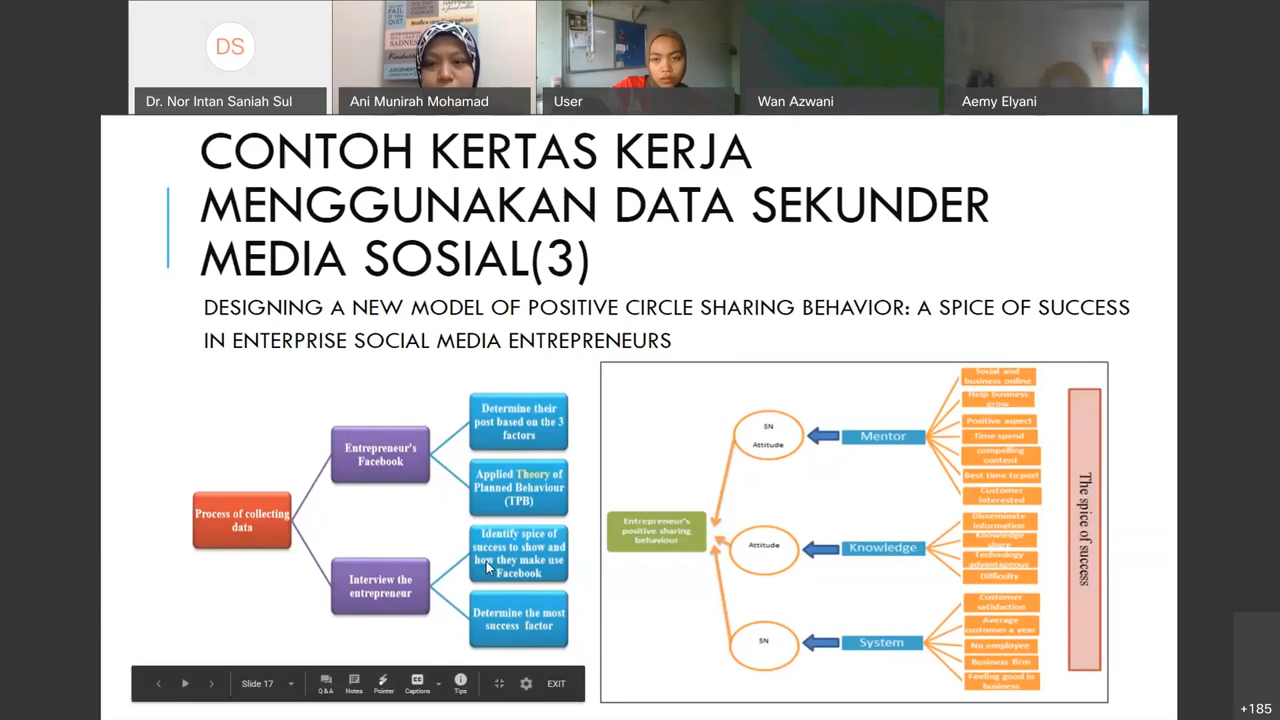 DS
Dr. Nor Intan Saniah Sul
Ani Munirah Mohamad
User
Wan Azwani
Aemy Elyani
CONTOH KERTAS KERJA
MENGGUNAKAN DATA SEKUNDER
MEDIA SOSIAL(3)
DESIGNING A NEW MODEL OF POSITIVE CIRCLE SHARING BEHAVIOR: A SPICE OF SUCCESS
IN ENTERPRISE SOCIAL MEDIA ENTREPRENEURS
Process of collecting
data
Entrepreneur's
Facebook
Interview the
entrepreneur
Determine their
post based on the 3
factors
Applied Theory of
Planned Behaviour
(TPB)
Identify spice of
success to show and
how they make use
Facebook
Determine the most
success factor
Entrepreneur's
positive sharing
behaviour
SN
Attitude
Attitude
SN
Mentor
Knowledge
System
Social and
business online
Help business
grow
Positive aspect
Time spend
compelling
content
Best time to post
Customer
Interested
Disseminate
information
Knowledge
share
Technology
advantageous
Difficulty
Customer
satisfaction
Average
customer a year
No employee
Business firm
Feeling good in
business
The spice of success
Slide 17
Q&A
Notes
Pointer
Captions
Tips
EXIT
+185